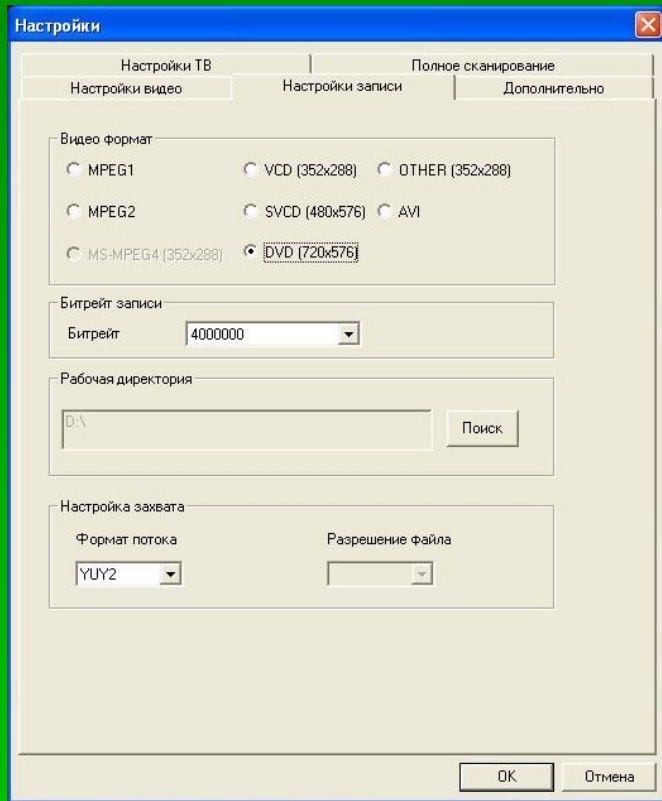 Настройки
Настройки ТВ Полное сканирование
Настройки видео Настройки записи Дополнительно
Видео формат
MPEG1 VCD (352x288) OTHER (352x288)
MPEG2 SVCD (480x576) AVI
MS-MPEG4 (352x288) DVD (720x576)
Битрейт записи
Битрейт 4000000
Рабочая директория
D:\ Поиск
Настройка захвата
Формат потока Разрешение файла
YUY2
OK Отмена